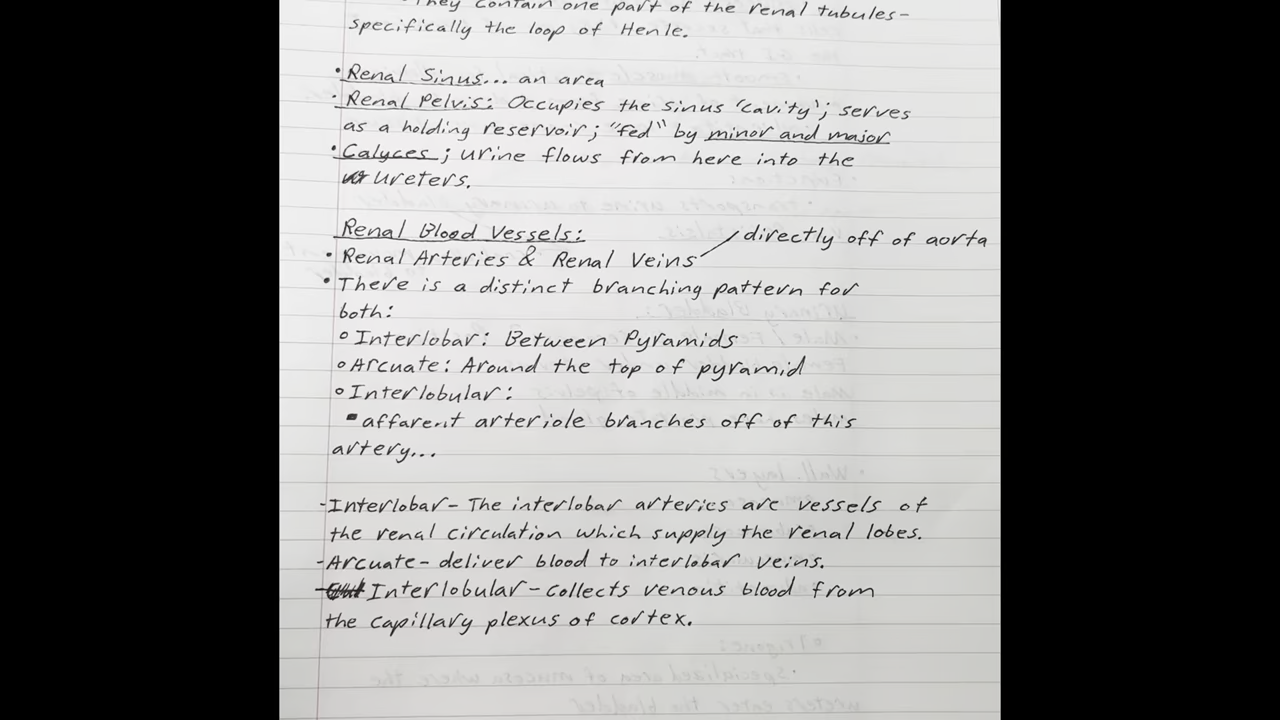 They contain one part of the renal tubules-
specifically the loop of Henle.
• Renal Sinus... an area
• Renal Pelvis: Occupies the sinus 'cavity'; serves
as a holding reservoir; "fed" by minor and major
• Calyces; urine flows from here into the
ureters.
Renal Blood Vessels:
directly off of aorta
• Renal Arteries & Renal Veins
• There is a distinct branching pattern for
both:
o Interlobar: Between Pyramids
o Arcuate: Around the top of pyramid
o Interlobular:
▪ affarent arteriole branches off of this
artery...
- Interlobar - The interlobar arteries are vessels of
the renal circulation which supply the renal lobes.
- Arcuate - deliver blood to interlobar veins.
- Interlobular - collects venous blood from
the capillary plexus of cortex.